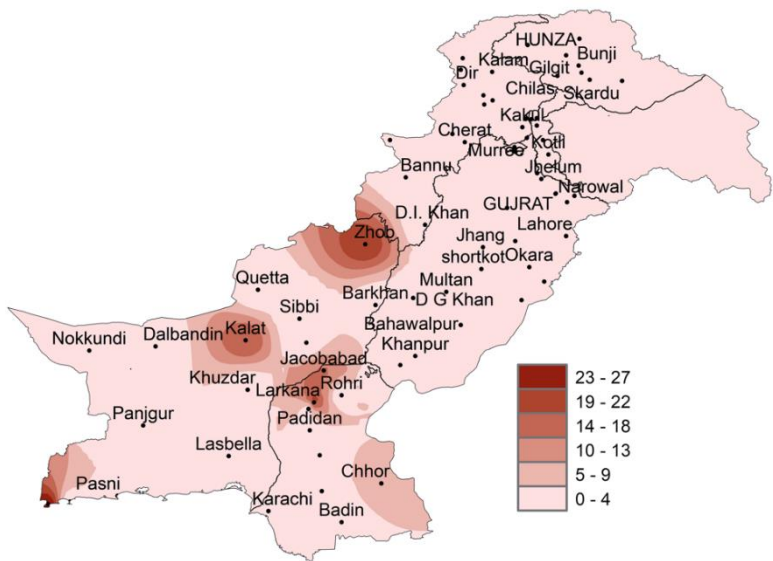 HUNZA
Kalam
Bunji
Dir
Gilgit
Chilas
Skardu
Kakul
Cherat
Kotli
Murree
Bannu
Jhelum
Narowal
GUJRAT
D.I. Khan
Lahore
Zhob
Jhang
shortkot
Okara
Quetta
Multan
Barkhan
D G Khan
Sibbi
Bahawalpur
Nokkundi
Dalbandin
Kalat
Khanpur
Jacobabad
Khuzdar
Rohri
Larkana
Panjgur
Padidan
Lasbella
Chhor
Pasni
Karachi
Badin
23 - 27
19 - 22
14 - 18
10 - 13
5 - 9
0 - 4